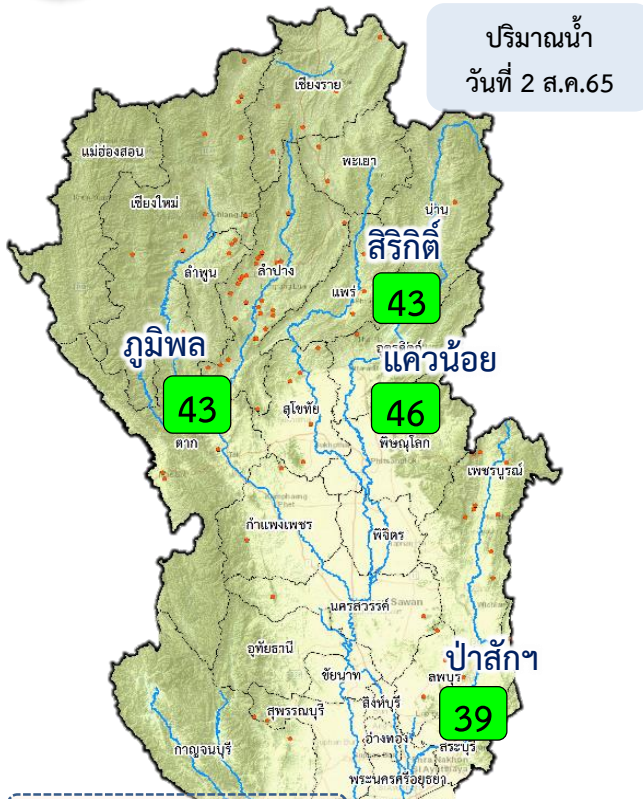 ปริมาณน้ำ
วันที่ 2 ส.ค.65
เชียงราย
แม่ฮ่องสอน
พะเยา
เชียงใหม่
น่าน
สิริกิติ์
ลำพูน
ลำปาง
แพร่
43
ภูมิพล
อุตรดิตถ์
แควน้อย
43
46
สุโขทัย
ตาก
พิษณุโลก
เพชรบูรณ์
กำแพงเพชร
พิจิตร
นครสวรรค์
Sawan
อุทัยธานี
ป่าสักฯ
ชัยนาท
ลพบุรี
สิงห์บุรี
สุพรรณบุรี
39
อ่างทอง
กาญจนบุรี
สระบุรี
พระนครศรีอยุธยา